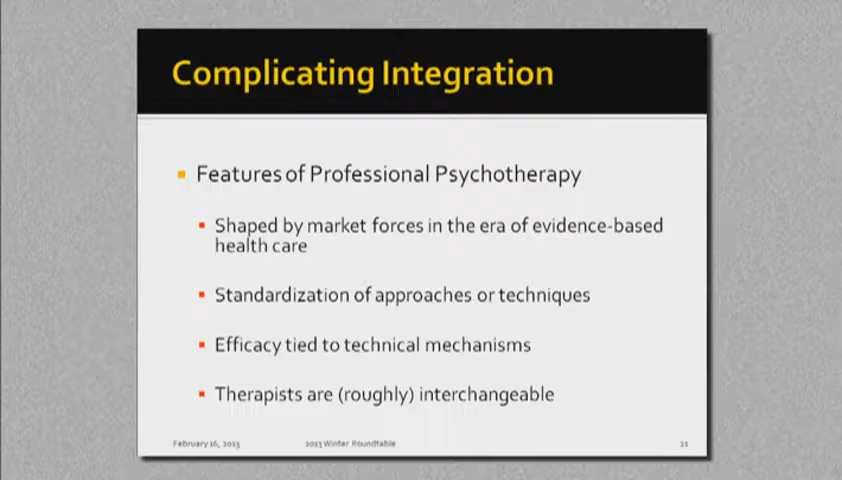 Complicating Integration
Features of Professional Psychotherapy
Shaped by market forces in the era of evidence-based
health care
Standardization of approaches or techniques
Efficacy tied to technical mechanisms
Therapists are (roughly) interchangeable
February 16, 2013
2013 Winter Roundtable
21